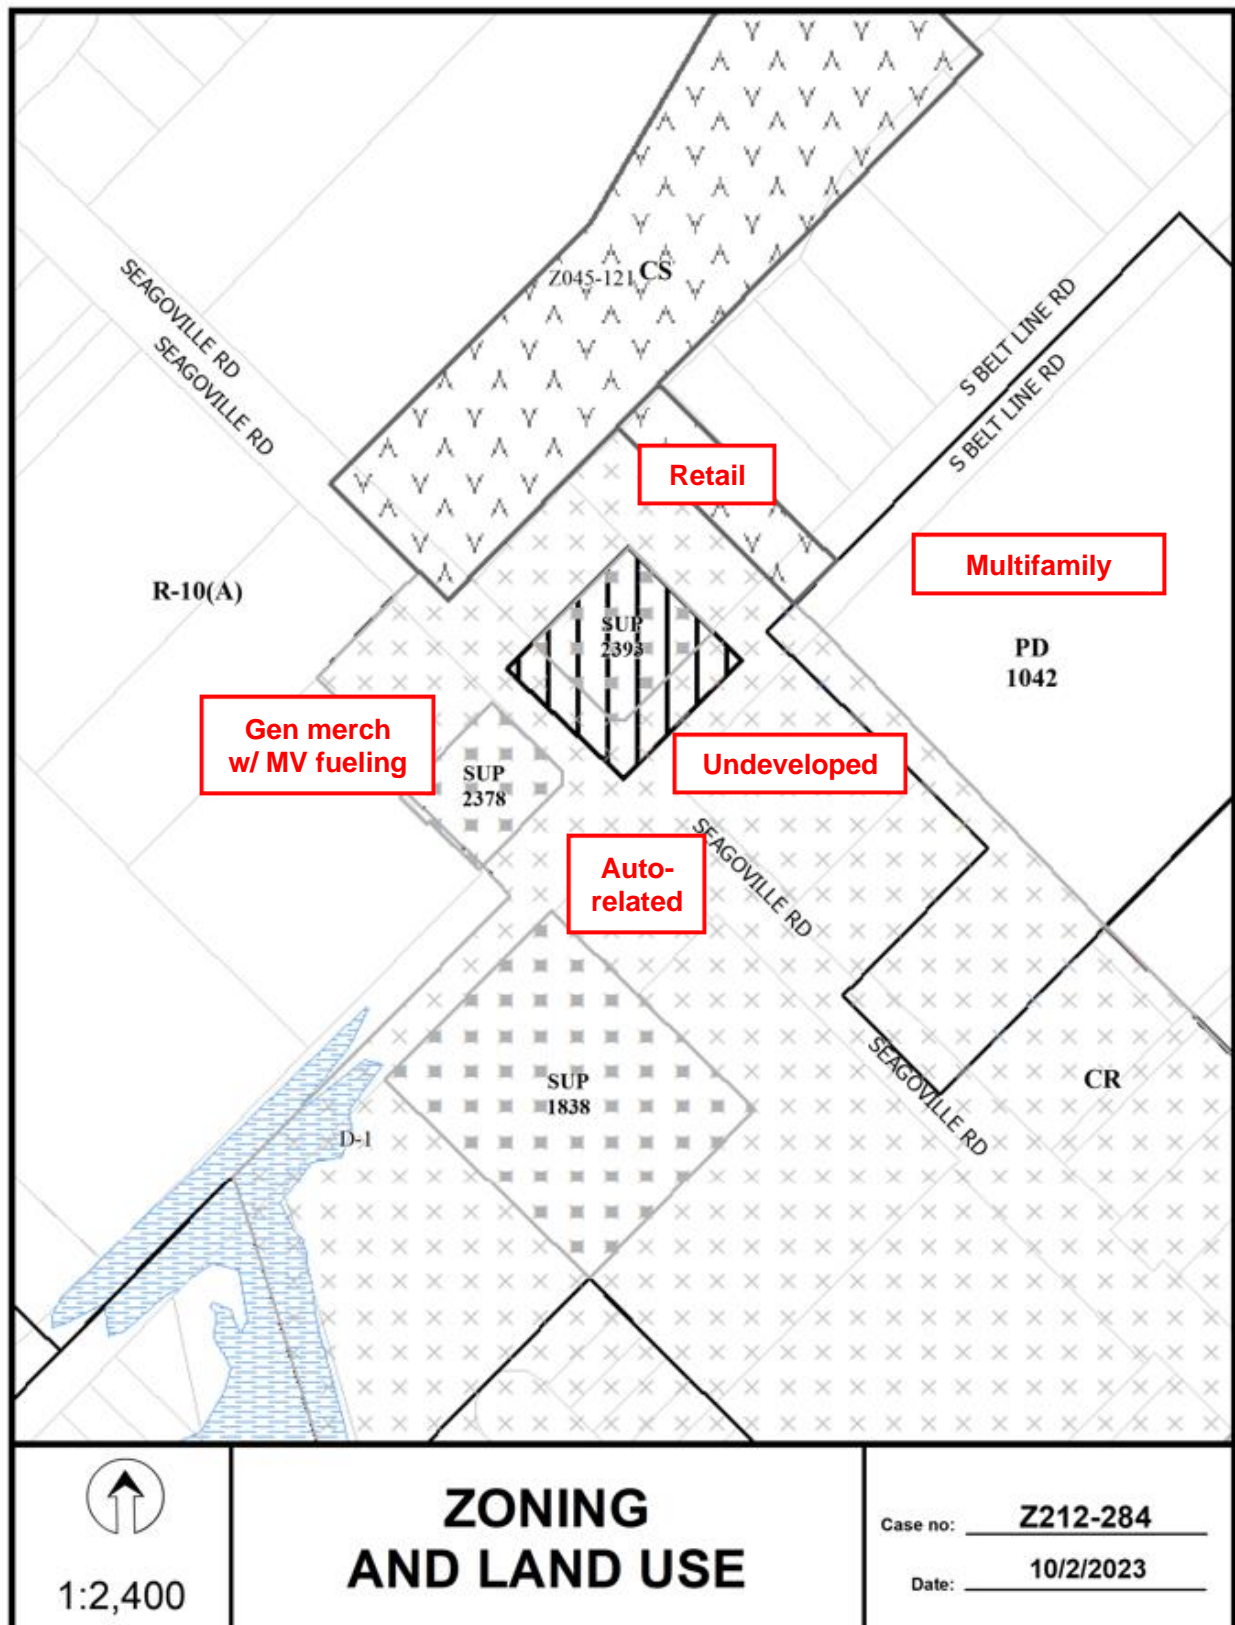 Z045-121 CS
SEAGOVILLE RD
SEAGOVILLE RD
S BELT LINE RD
S BELT LINE RD
Retail
Multifamily
R-10(A)
SUP
2393
PD
1042
Gen merch
w/ MV fueling
Undeveloped
SUP
2378
Auto-
related
SEAGOVILLE RD
SEAGOVILLE RD
SUP
1838
CR
D-1
1:2,400
ZONING
AND LAND USE
Case no: Z212-284
Date: 10/2/2023